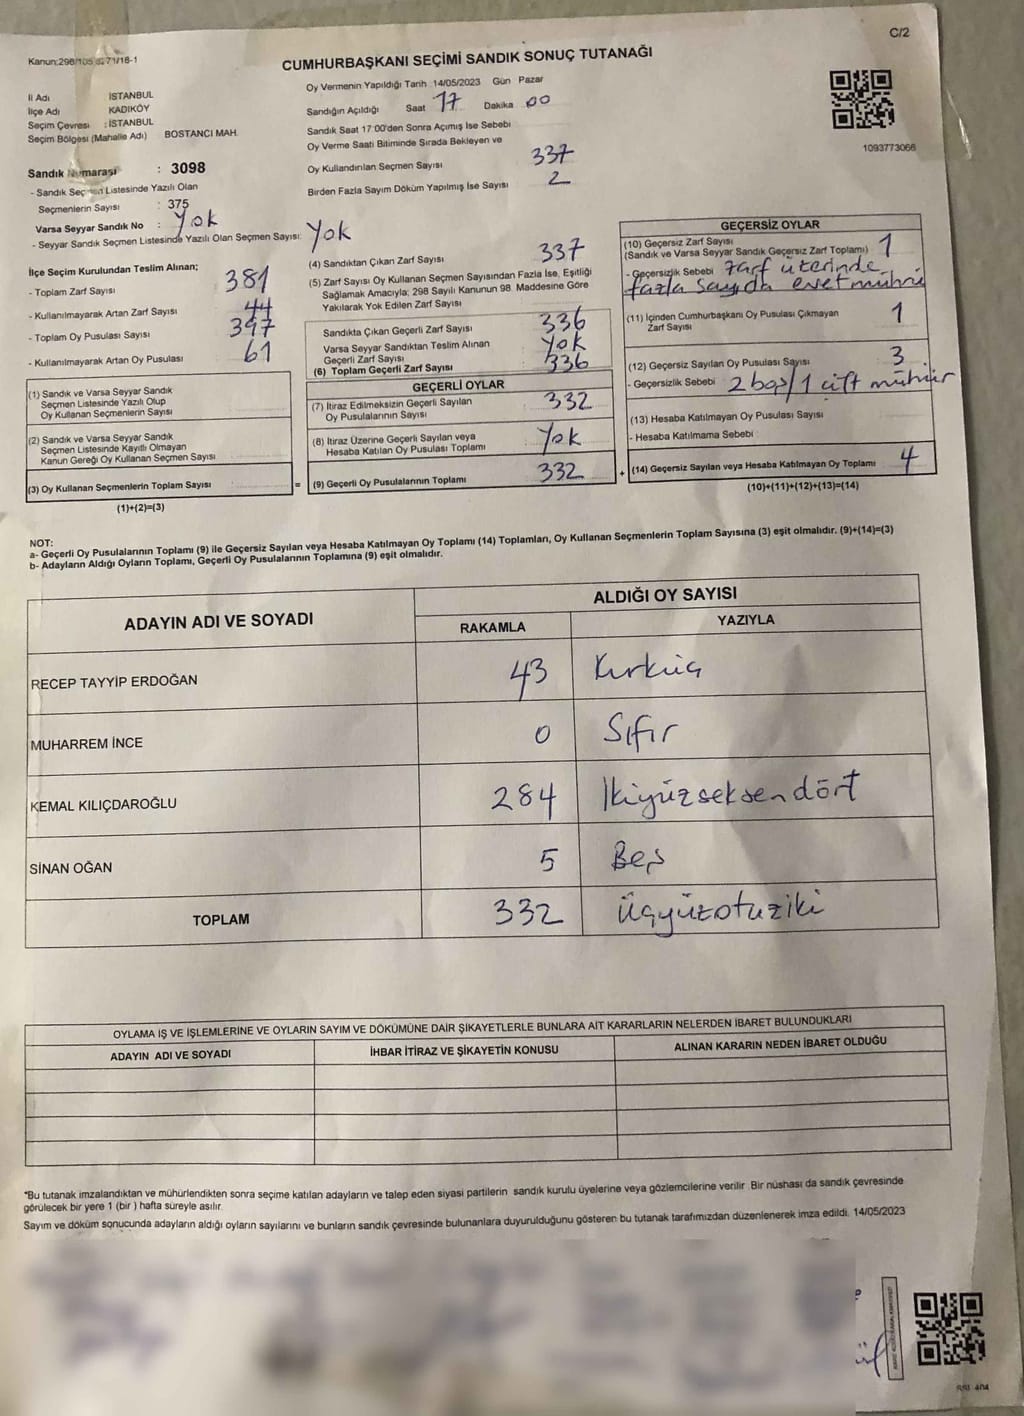 C/2
Kanun:298/105 d. 71/18-1
CUMHURBAŞKANI SEÇİMİ SANDIK SONUÇ TUTANAĞI
İl Adı İSTANBUL
İlçe Adı KADIKÖY
Seçim Çevresi : İSTANBUL
Seçim Bölgesi (Mahalle Adı) BOSTANCI MAH.
Sandık Numarası : 3098
- Sandık Seçmen Listesinde Yazılı Olan
Seçmenlerin Sayısı : 375
Varsa Seyyar Sandık No : Yok
- Seyyar Sandık Seçmen Listesinde Yazılı Olan Seçmen Sayısı: Yok
Oy Vermenin Yapıldığı Tarih 14/05/2023 Gün Pazar
Sandığın Açıldığı Saat 17 Dakika 00
Sandık Saat 17:00'den Sonra Açımış İse Sebebi
Oy Verme Saati Bitiminde Sırada Bekleyen ve
Oy Kullandırılan Seçmen Sayısı 337
Birden Fazla Sayım Döküm Yapılmış İse Sayısı 2
1093773066
İlçe Seçim Kurulundan Teslim Alınan;
- Toplam Zarf Sayısı 381
- Kullanılmayarak Artan Zarf Sayısı 44
- Toplam Oy Pusulası Sayısı 397
- Kullanılmayarak Artan Oy Pusulası 61
(1) Sandık ve Varsa Seyyar Sandık
Seçmen Listesinde Yazılı Olup
Oy Kullanan Seçmenlerin Sayısı
(2) Sandık ve Varsa Seyyar Sandık
Seçmen Listesinde Kayıtlı Olmayan
Kanun Gereği Oy Kullanan Seçmen Sayısı
(3) Oy Kullanan Seçmenlerin Toplam Sayısı =
(1)+(2)=(3)
(4) Sandıktan Çıkan Zarf Sayısı 337
(5) Zarf Sayısı Oy Kullanan Seçmen Sayısından Fazla İse, Eşitliği
Sağlamak Amacıyla; 298 Sayılı Kanunun 98. Maddesine Göre
Yakılarak Yok Edilen Zarf Sayısı
Sandıkta Çıkan Geçerli Zarf Sayısı 336
Varsa Seyyar Sandıktan Teslim Alınan
Geçerli Zarf Sayısı Yok
(6) Toplam Geçerli Zarf Sayısı 336
GEÇERLİ OYLAR
(7) İtiraz Edilmeksizin Geçerli Sayılan
Oy Pusulalarının Sayısı 332
(8) İtiraz Üzerine Geçerli Sayılan veya
Hesaba Katılan Oy Pusulası Toplamı Yok
(9) Geçerli Oy Pusulalarının Toplamı 332 +
GEÇERSİZ OYLAR
(10) Geçersiz Zarf Sayısı 1
(Sandık ve Varsa Seyyar Sandık Geçersiz Zarf Toplamı)
- Geçersizlik Sebebi zarf üzerinde
fazla sayıda evet mührü
(11) İçinden Cumhurbaşkanı Oy Pusulası Çıkmayan
Zarf Sayısı 1
(12) Geçersiz Sayılan Oy Pusulası Sayısı 3
- Geçersizlik Sebebi 2 boş/1 çift mühür
(13) Hesaba Katılmayan Oy Pusulası Sayısı
- Hesaba Katılmama Sebebi
(14) Geçersiz Sayılan veya Hesaba Katılmayan Oy Toplamı 4
(10)+(11)+(12)+(13)=(14)
NOT:
a- Geçerli Oy Pusulalarının Toplamı (9) ile Geçersiz Sayılan veya Hesaba Katılmayan Oy Toplamı (14) Toplamları, Oy Kullanan Seçmenlerin Toplam Sayısına (3) eşit olmalıdır. (9)+(14)=(3)
b- Adayların Aldığı Oyların Toplamı, Geçerli Oy Pusulalarının Toplamına (9) eşit olmalıdır.
ADAYIN ADI VE SOYADI ALDIĞI OY SAYISI
RAKAMLA YAZIYLA
RECEP TAYYİP ERDOĞAN 43 Kırküç
MUHARREM İNCE 0 Sıfır
KEMAL KILIÇDAROĞLU 284 İkiyüzseksendört
SİNAN OĞAN 5 Beş
TOPLAM 332 Üçyüzotuziki
OYLAMA İŞ VE İŞLEMLERİNE VE OYLARIN SAYIM VE DÖKÜMÜNE DAİR ŞİKAYETLERLE BUNLARA AİT KARARLARIN NELERDEN İBARET BULUNDUKLARI
ADAYIN ADI VE SOYADI İHBAR İTİRAZ VE ŞİKAYETİN KONUSU ALINAN KARARIN NEDEN İBARET OLDUĞU
*Bu tutanak imzalandıktan ve mühürlendikten sonra seçime katılan adayların ve talep eden siyasi partilerin sandık kurulu üyelerine veya gözlemcilerine verilir. Bir nüshası da sandık çevresinde
görülecek bir yere 1 (bir ) hafta süreyle asılır.
Sayım ve döküm sonucunda adayların aldığı oyların sayılarını ve bunların sandık çevresinde bulunanlara duyurulduğunu gösteren bu tutanak tarafımızdan düzenlenerek imza edildi. 14/05/2023